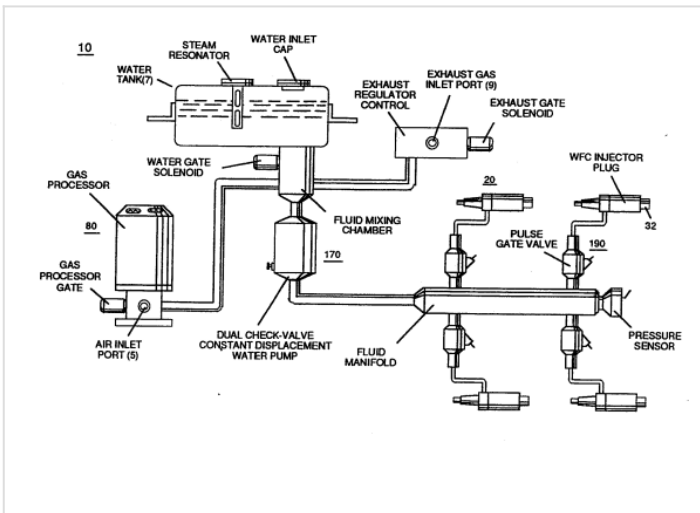 10
STEAM
RESONATOR
WATER INLET
CAP
WATER
TANK(7)
EXHAUST
REGULATOR
CONTROL
EXHAUST GAS
INLET PORT (9)
EXHAUST GATE
SOLENOID
WATER GATE
SOLENOID
GAS
PROCESSOR
80
FLUID MIXING
CHAMBER
20
WFC INJECTOR
PLUG
32
170
PULSE
GATE VALVE
190
GAS
PROCESSOR
GATE
AIR INLET
PORT (5)
DUAL CHECK-VALVE
CONSTANT DISPLACEMENT
WATER PUMP
FLUID
MANIFOLD
PRESSURE
SENSOR